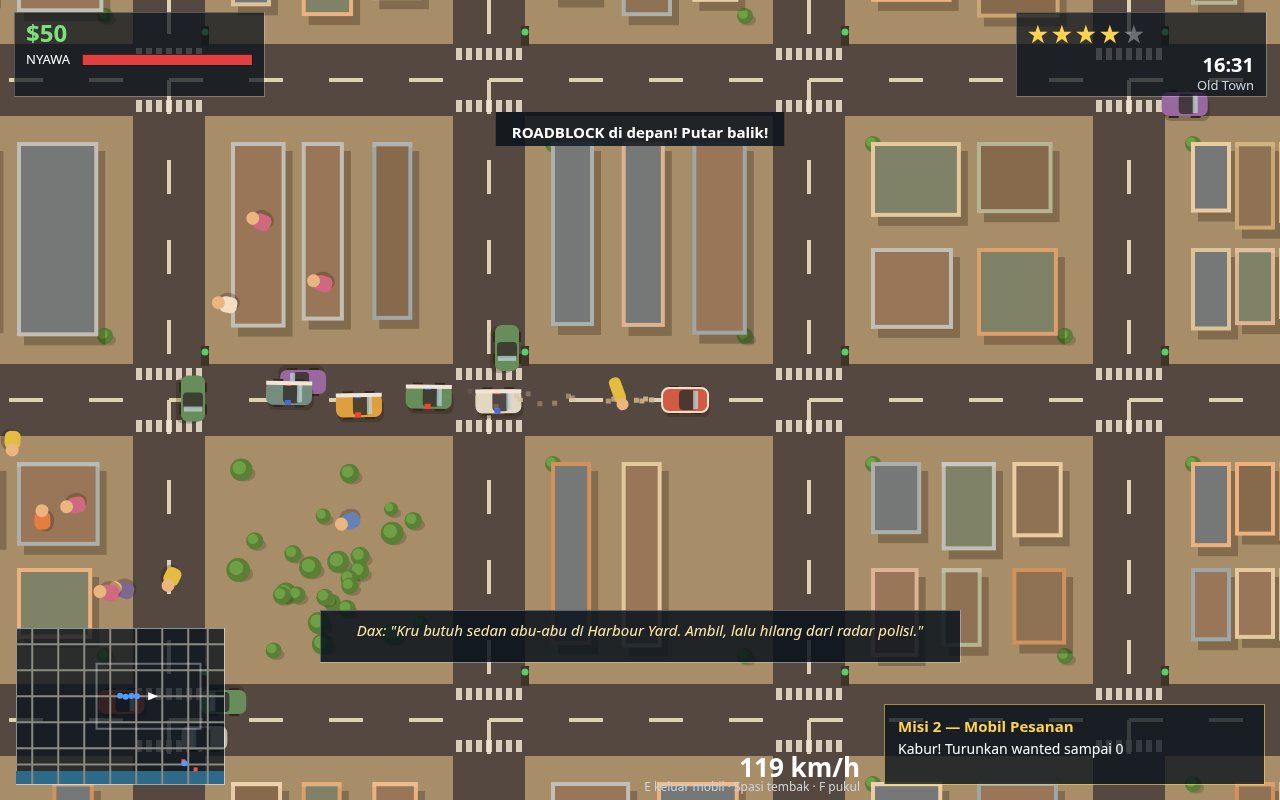 $50
NYAWA
★★★★★
16:31
Old Town
ROADBLOCK di depan! Putar balik!
Dax: "Kru butuh sedan abu-abu di Harbour Yard. Ambil, lalu hilang dari radar polisi."
Misi 2 — Mobil Pesanan
Kabur! Turunkan wanted sampai 0
119 km/h
E keluar mobil · Spasi tembak · F pukul